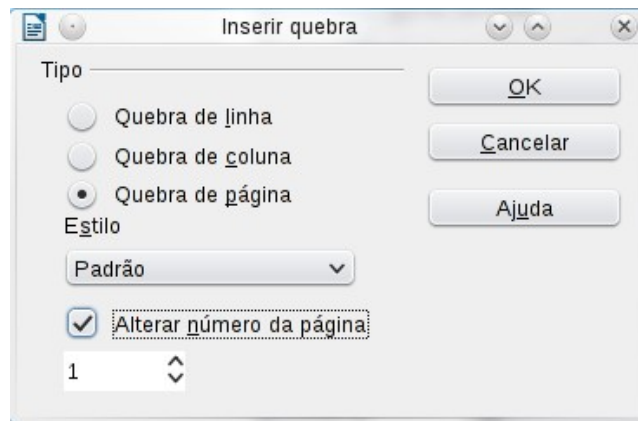 Inserir quebra
Tipo
Quebra de linha
Quebra de coluna
Quebra de página
Estilo
Padrão
Alterar número da página
1
OK
Cancelar
Ajuda